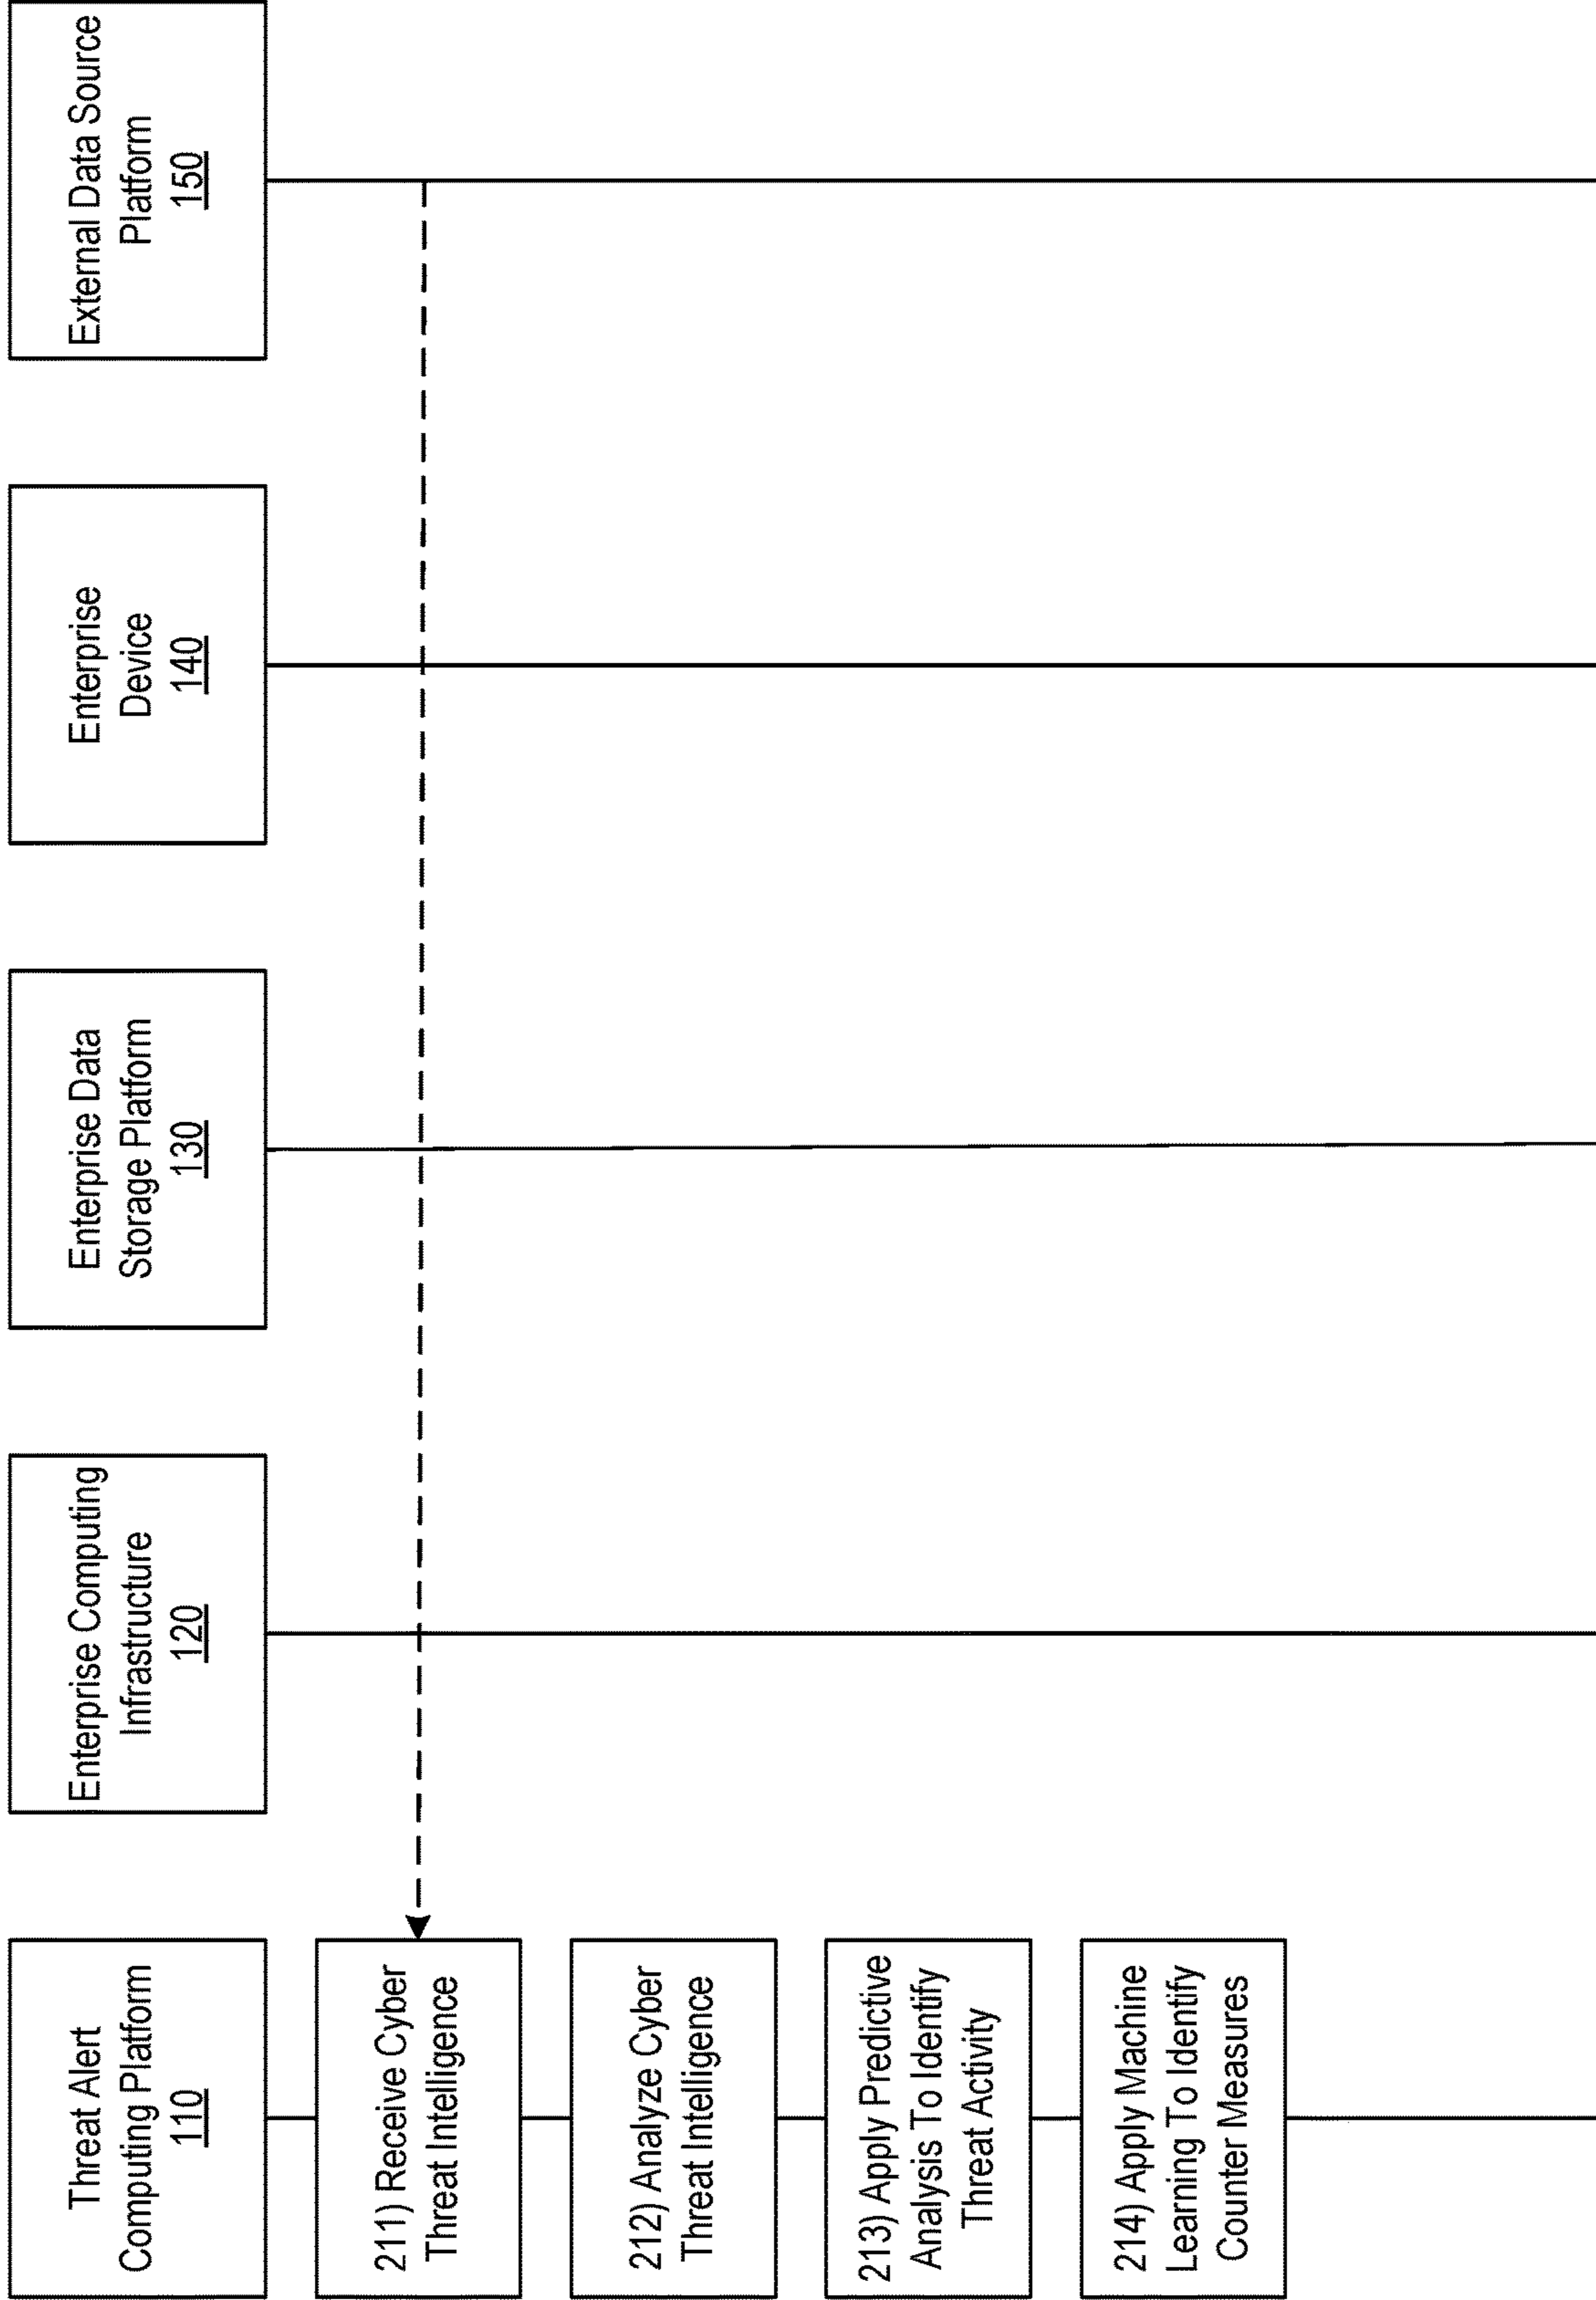 Threat Alert
Computing Platform
110
Enterprise Computing
Infrastructure
120
Enterprise Data
Storage Platform
130
Enterprise
Device
140
External Data Source
Platform
150
211) Receive Cyber
Threat Intelligence
212) Analyze Cyber
Threat Intelligence
213) Apply Predictive
Analysis To Identify
Threat Activity
214) Apply Machine
Learning To Identify
Counter Measures